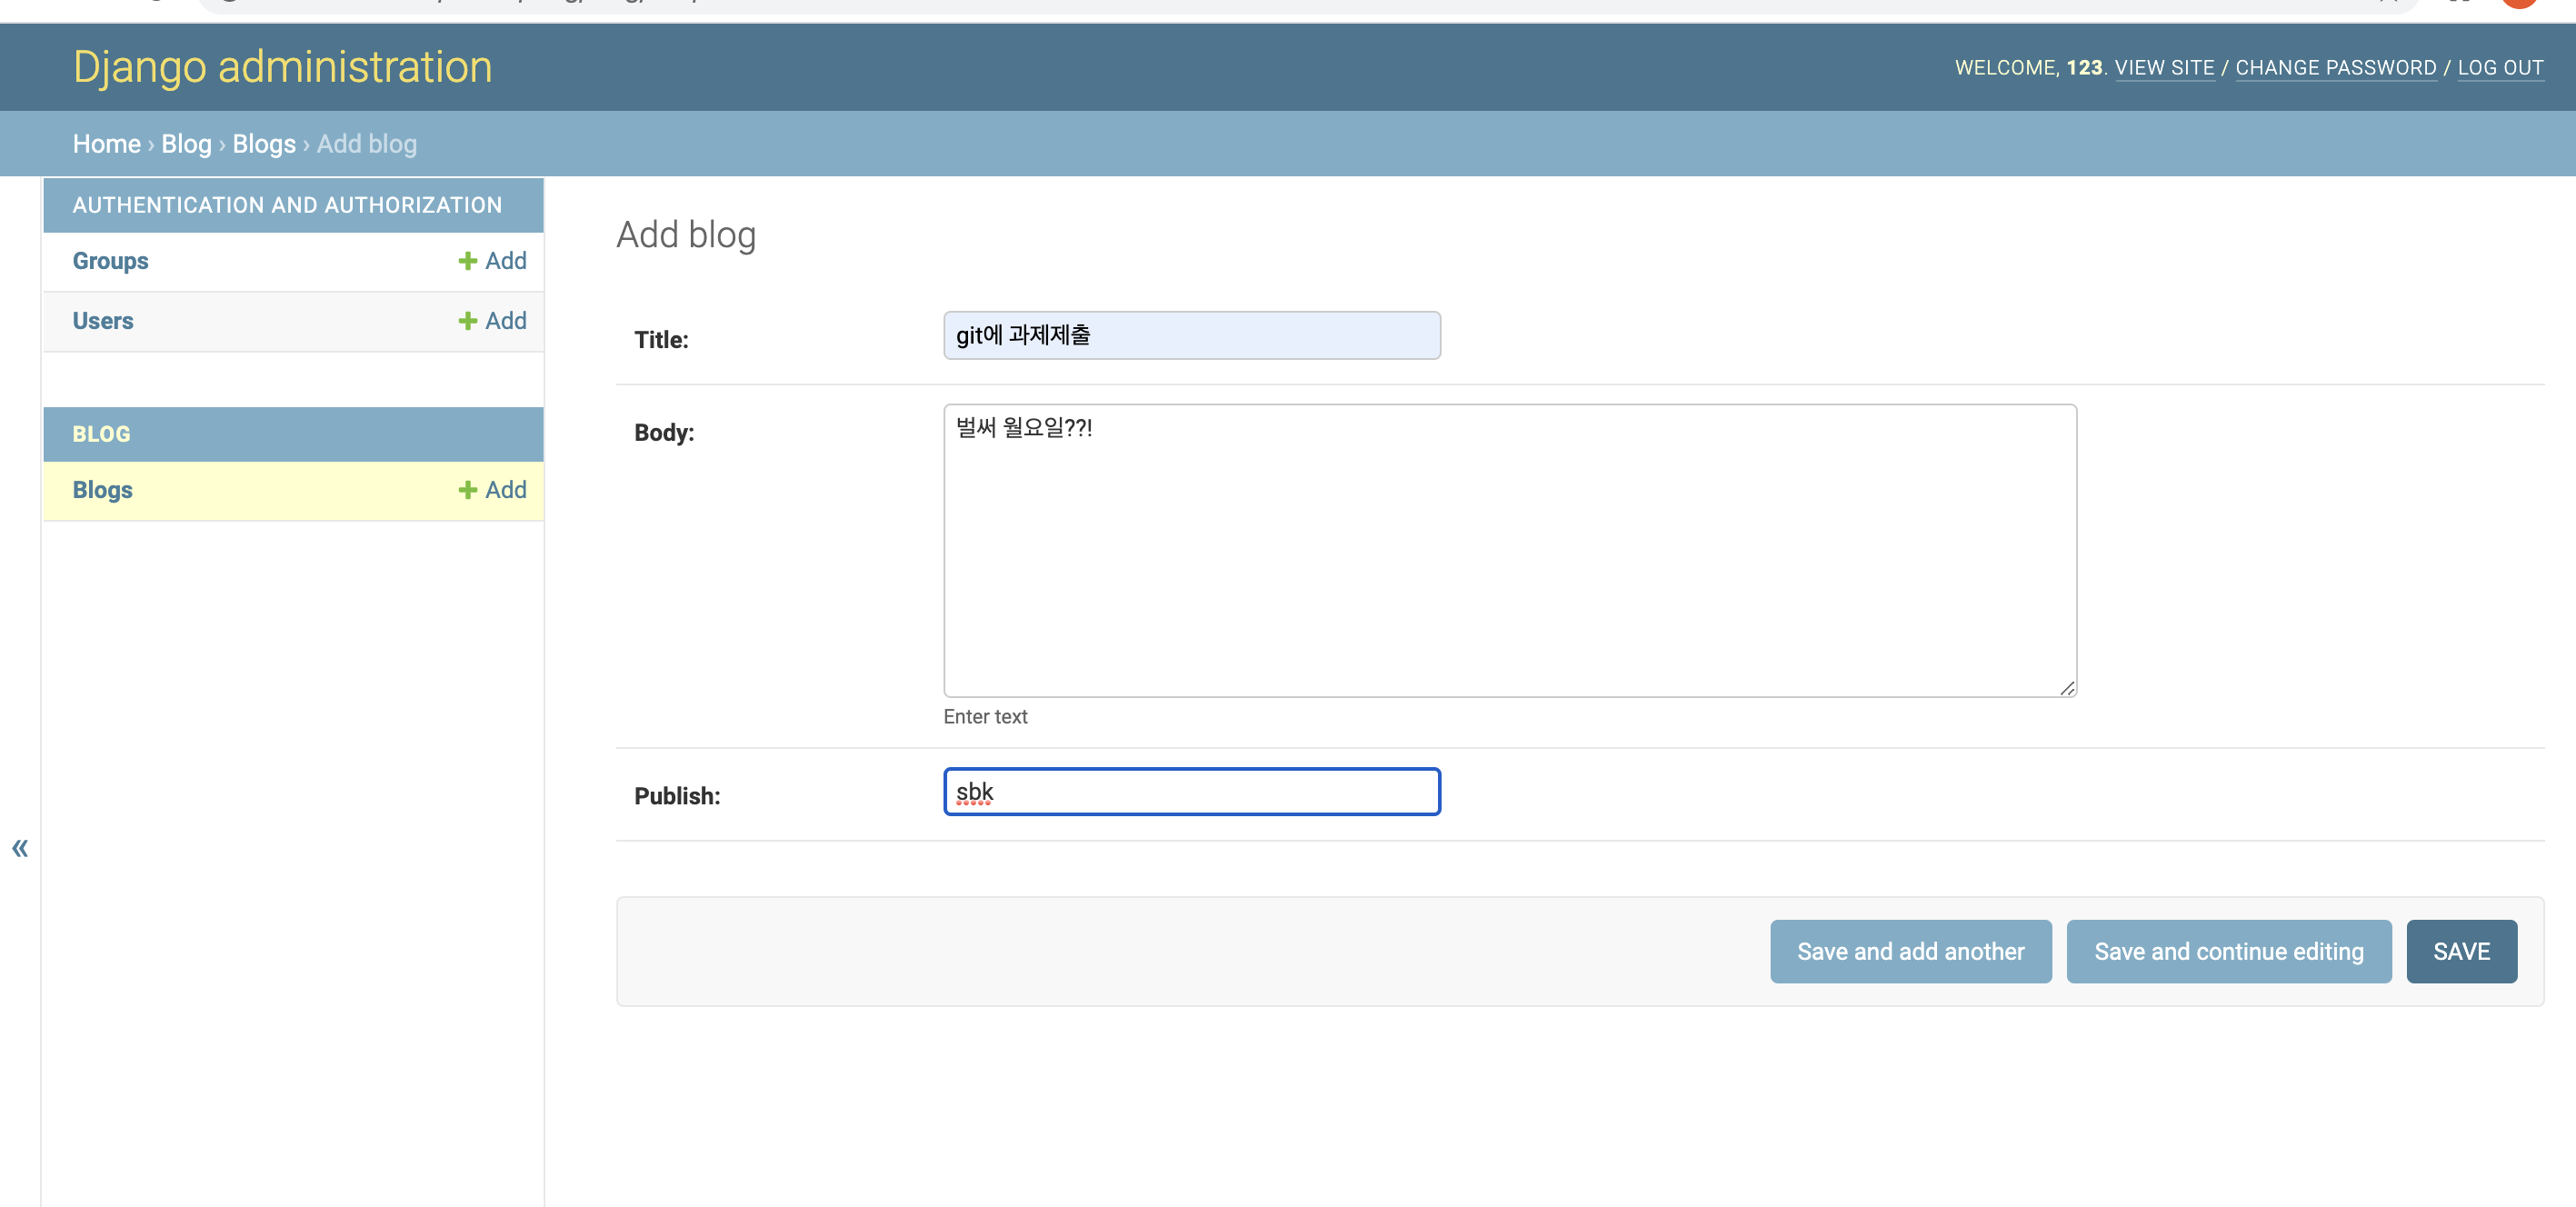 Django administration
WELCOME, 123. VIEW SITE / CHANGE PASSWORD / LOG OUT
Home › Blog › Blogs › Add blog
AUTHENTICATION AND AUTHORIZATION
Groups
+ Add
Users
+ Add
BLOG
Blogs
+ Add
«
Add blog
Title:
git에 과제제출
Body:
벌써 월요일??!
Enter text
Publish:
sbk
Save and add another
Save and continue editing
SAVE